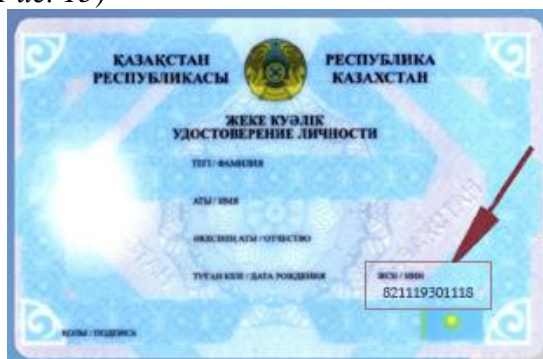 ҚАЗАҚСТАН
РЕСПУБЛИКАСЫ
РЕСПУБЛИКА
КАЗАХСТАН
ЖЕКЕ КУӘЛІК
УДОСТОВЕРЕНИЕ ЛИЧНОСТИ
ТЕГІ / ФАМИЛИЯ
АТЫ / ИМЯ
ӘКЕСІНІҢ АТЫ / ОТЧЕСТВО
ТУҒАН КҮНІ / ДАТА РОЖДЕНИЯ
ЖСН / ИИН
821119301118
ҚОЛЫ / ПОДПИСЬ